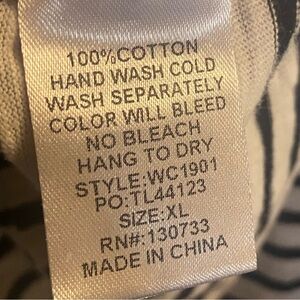 100%COTTON
HAND WASH COLD
WASH SEPARATELY
COLOR WILL BLEED
NO BLEACH
HANG TO DRY
STYLE:WC1901
PO:TL44123
SIZE:XL
RN#:130733
MADE IN CHINA